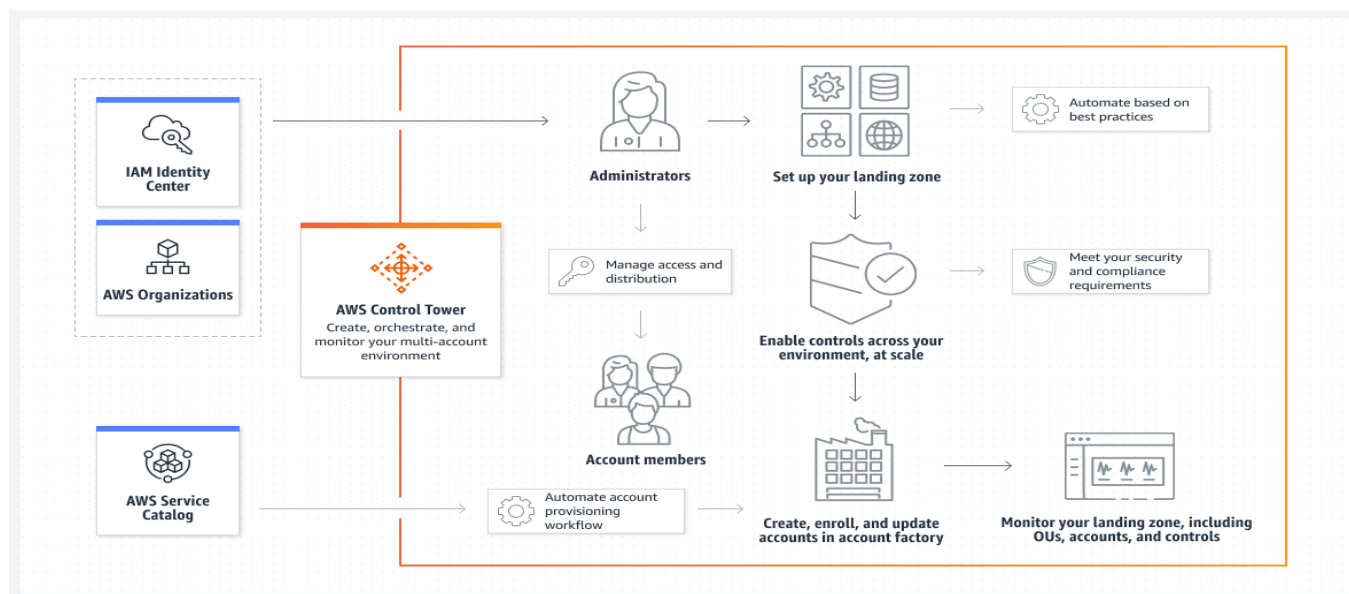 IAM Identity
Center
AWS Organizations
AWS Control Tower
Create, orchestrate, and
monitor your multi-account
environment
AWS Service
Catalog
Administrators
Manage access and
distribution
Account members
Automate account
provisioning
workflow
Set up your landing zone
Automate based on
best practices
Enable controls across your
environment, at scale
Meet your security
and compliance
requirements
Create, enroll, and update
accounts in account factory
Monitor your landing zone, including
OUs, accounts, and controls